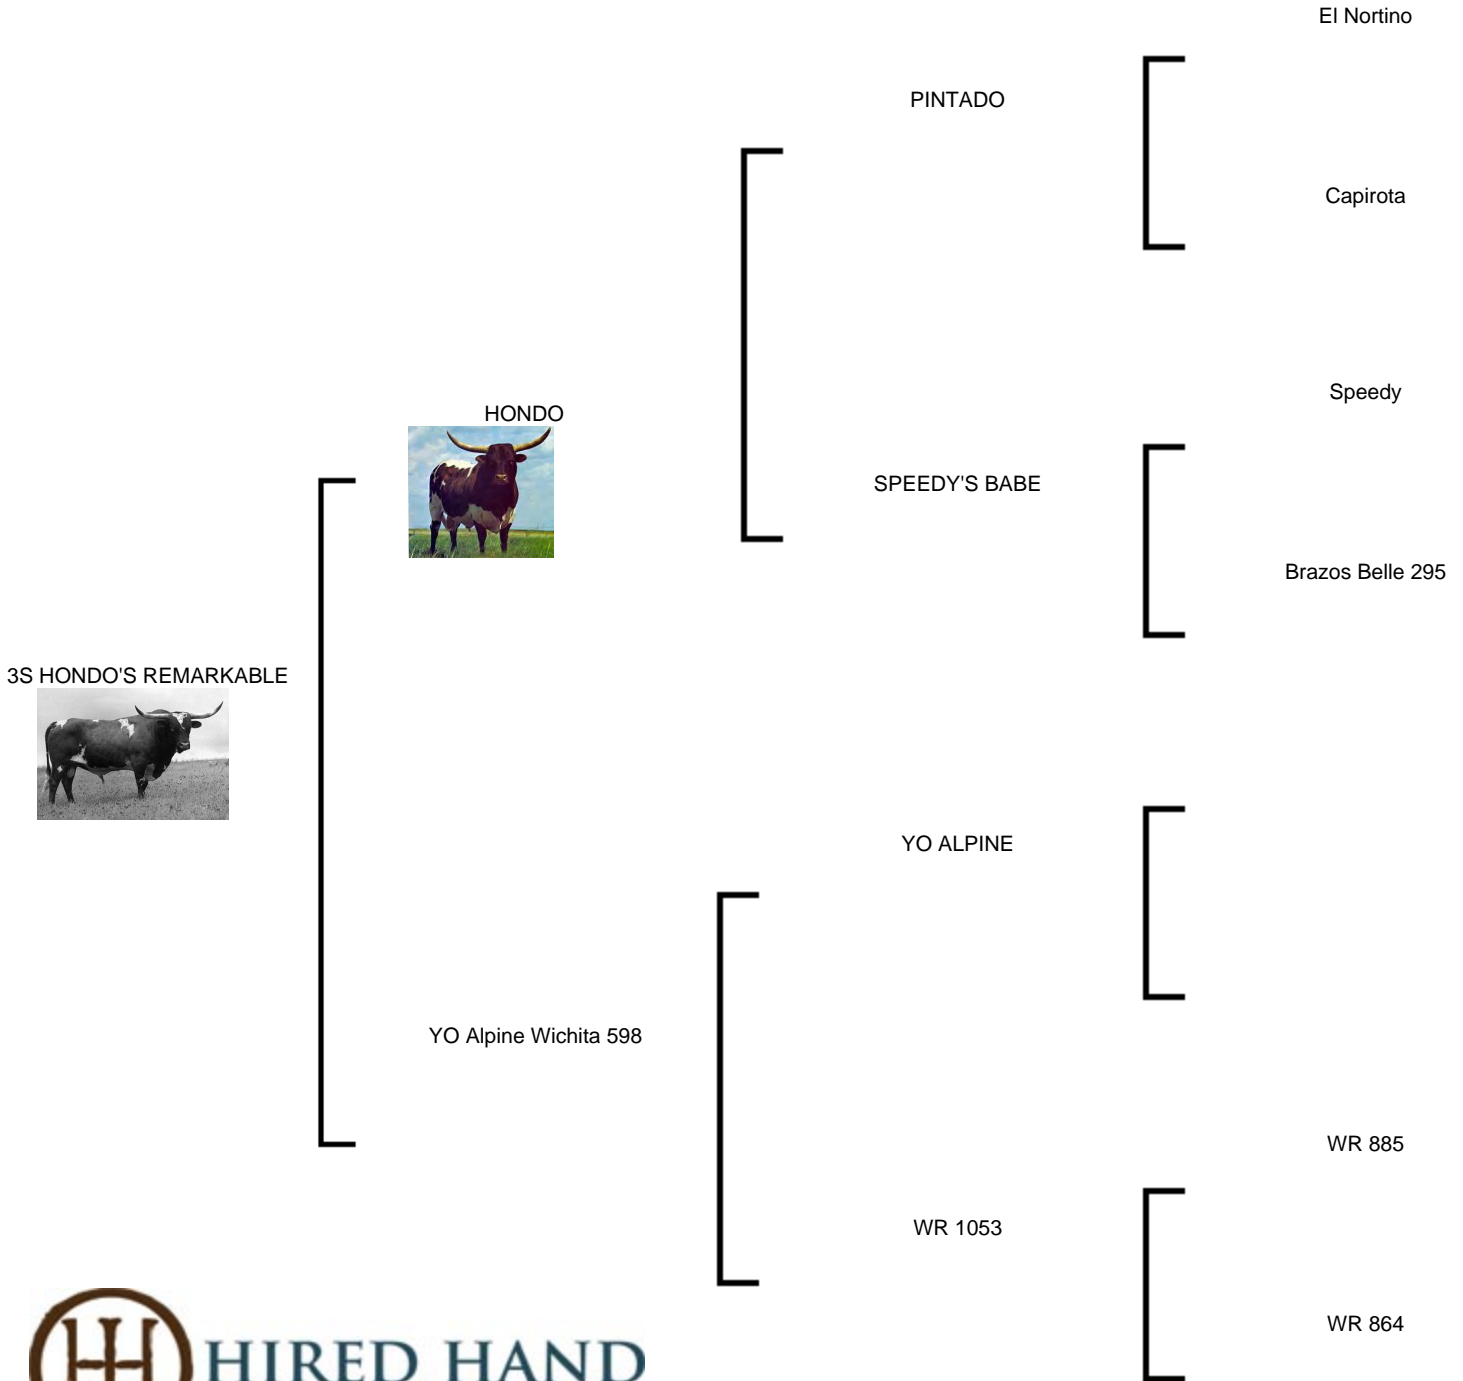 El Nortino
PINTADO
Capirota
Speedy
HONDO
SPEEDY'S BABE
Brazos Belle 295
3S HONDO'S REMARKABLE
YO ALPINE
YO Alpine Wichita 598
WR 885
WR 1053
WR 864
HIRED HAND